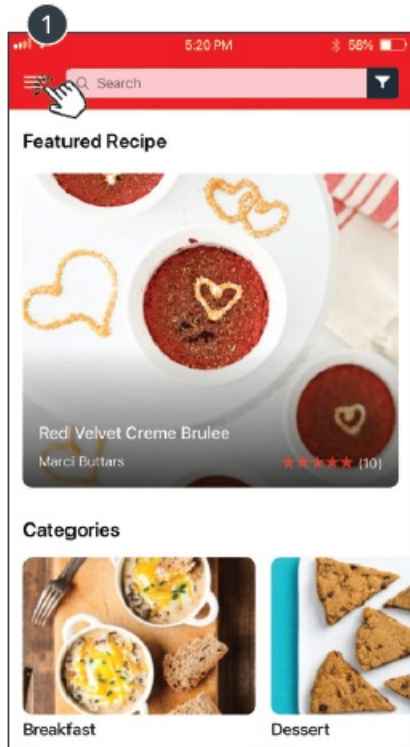 1
5:20 PM 58%
Search
Featured Recipe
Red Velvet Creme Brulee
Marci Buttars (10)
Categories
Breakfast Dessert